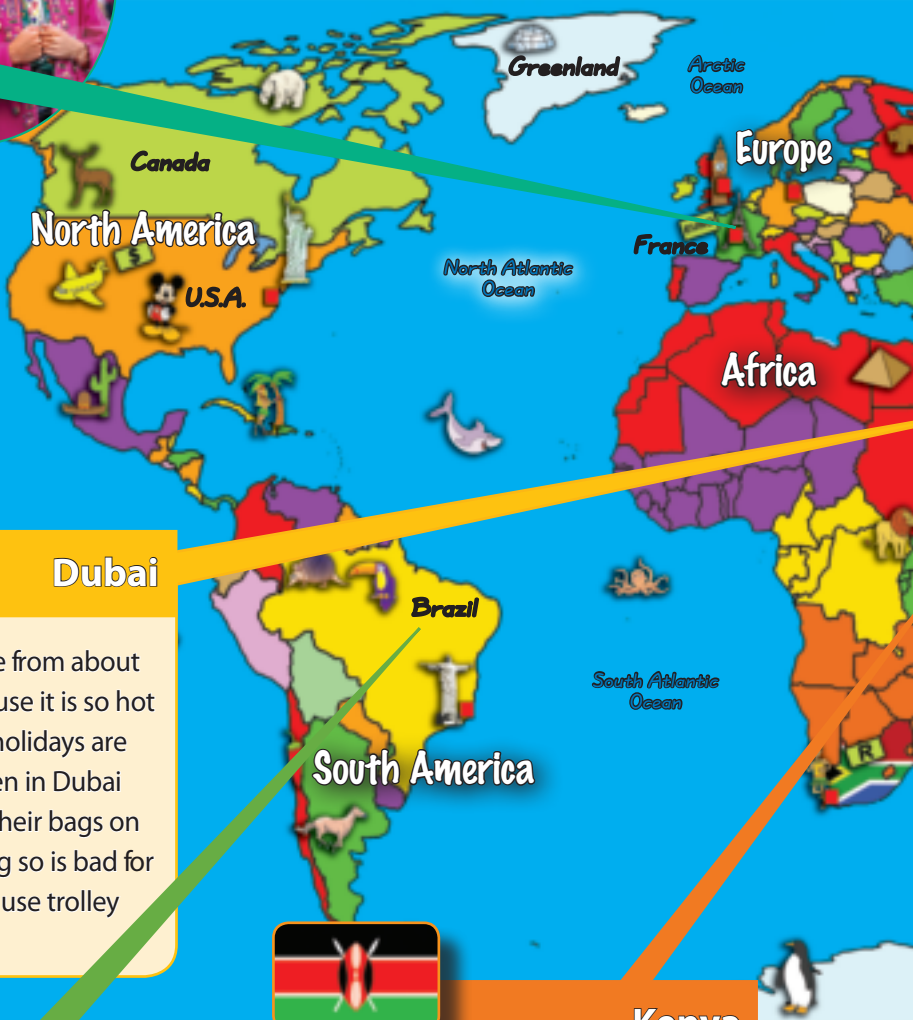 Greenland
Arctic
Ocean
Europe
Canada
North America
France
North Atlantic
Ocean
$
U.S.A.
Africa
Dubai
Brazil
e from about
use it is so hot
holidays are
en in Dubai
heir bags on
g so is bad for
use trolley
South Atlantic
Ocean
South America
R
Kenya